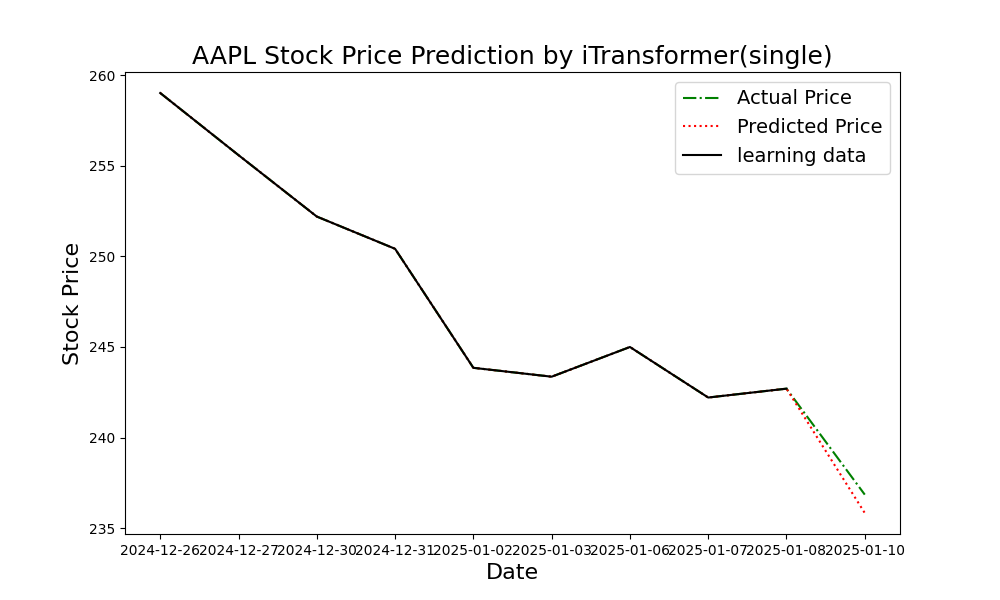 AAPL Stock Price Prediction by iTransformer(single)
260
255
250
245
240
235
Stock Price
Actual Price
Predicted Price
learning data
2024-12-26 2024-12-27 2024-12-30 2024-12-31 2025-01-02 2025-01-03 2025-01-06 2025-01-07 2025-01-08 2025-01-10
Date